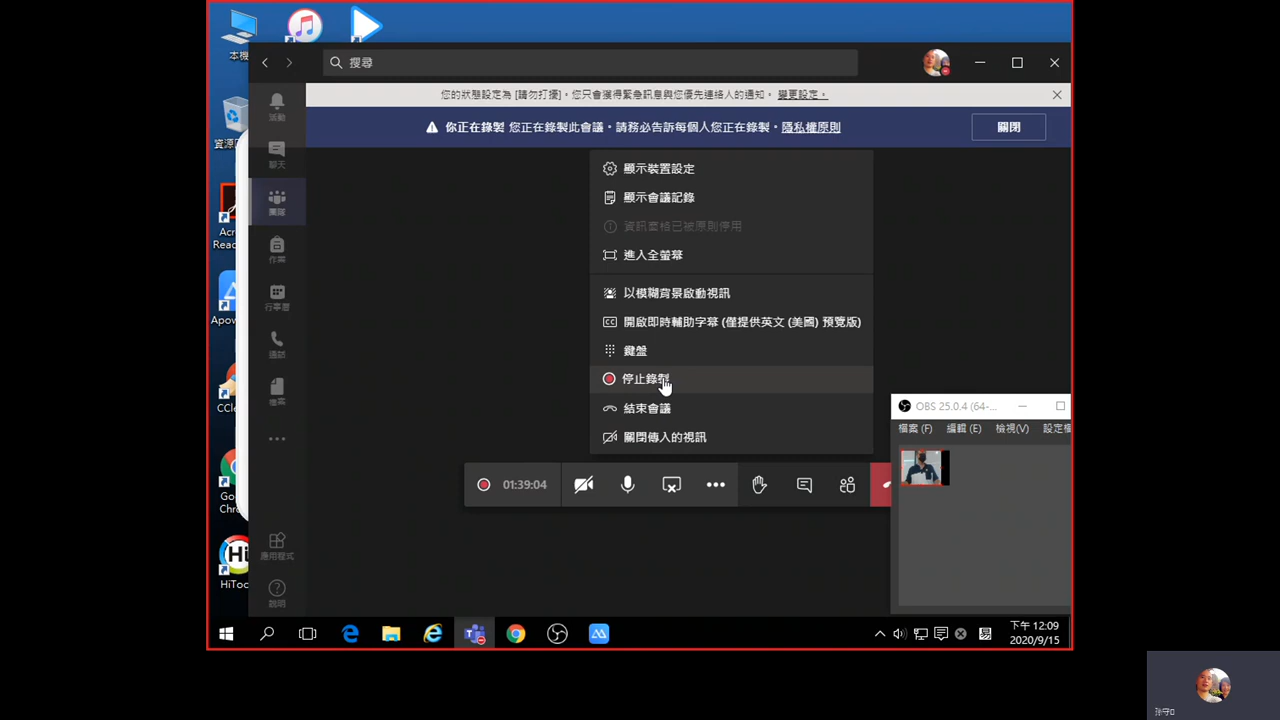 本機
搜尋
您的狀態設定為 [請勿打擾]。您只會獲得緊急訊息與您優先連絡人的通知。 變更設定。
你正在錄製 您正在錄製此會議。請務必告訴每個人您正在錄製。 隱私權原則
關閉
活動
聊天
團隊
作業
行事曆
通話
檔案
應用程式
說明
Acro
Reac
Apow
CCle
Goo
Chro
HiToo
顯示裝置設定
顯示會議記錄
資訊面格已被原則停用
進入全螢幕
以模糊背景啟動視訊
開啟即時輔助字幕 (僅提供英文 (美國) 預覽版)
鍵盤
停止錄製
結束會議
關閉傳入的視訊
01:39:04
OBS 25.0.4 (64-...
檔案 (F) 編輯 (E) 檢視(V) 設定檔
下午 12:09
2020/9/15